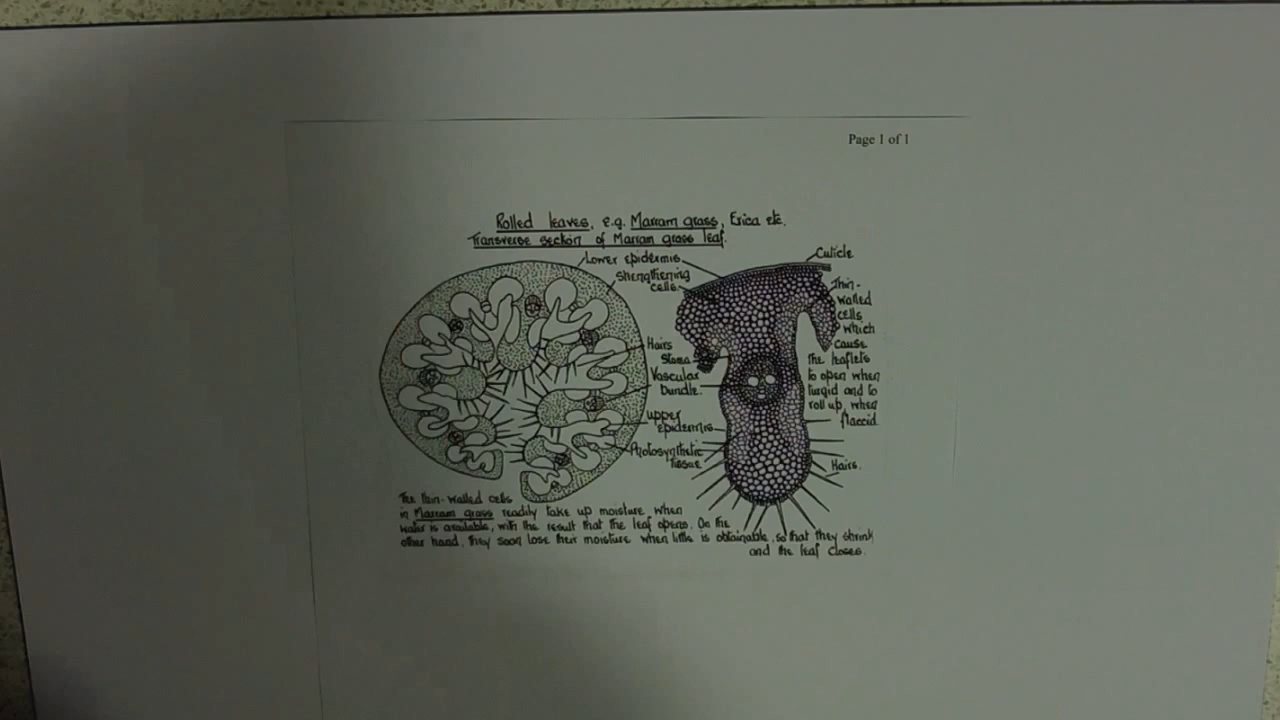 Page 1 of 1
Rolled leaves, e.g. Marram grass, Erica etc.
Transverse section of Marram grass leaf.
Lower epidermis
Cuticle
Strengthening
cells.
Thin-
walled
cells
which
cause
the leaflets
to open when
turgid and to
roll up, when
flaccid.
Hairs
Stoma
Vascular
bundle.
upper
epidermis
Photosynthetic
tissue
Hairs.
The thin-walled cells
in Marram grass readily take up moisture when
water is available, with the result that the leaf opens. On the
other hand, they soon lose their moisture when little is obtainable, so that they shrink
and the leaf closes.